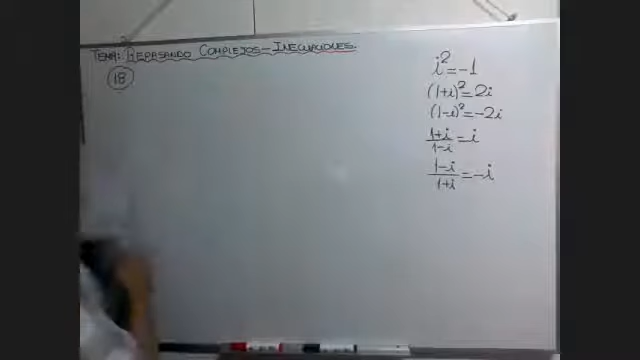 TEMA: REPASANDO COMPLEJOS – INECUACIONES.
18
i² = -1
(1+i)² = 2i
(1-i)² = -2i
1+i/1-i = i
1-i/1+i = -i